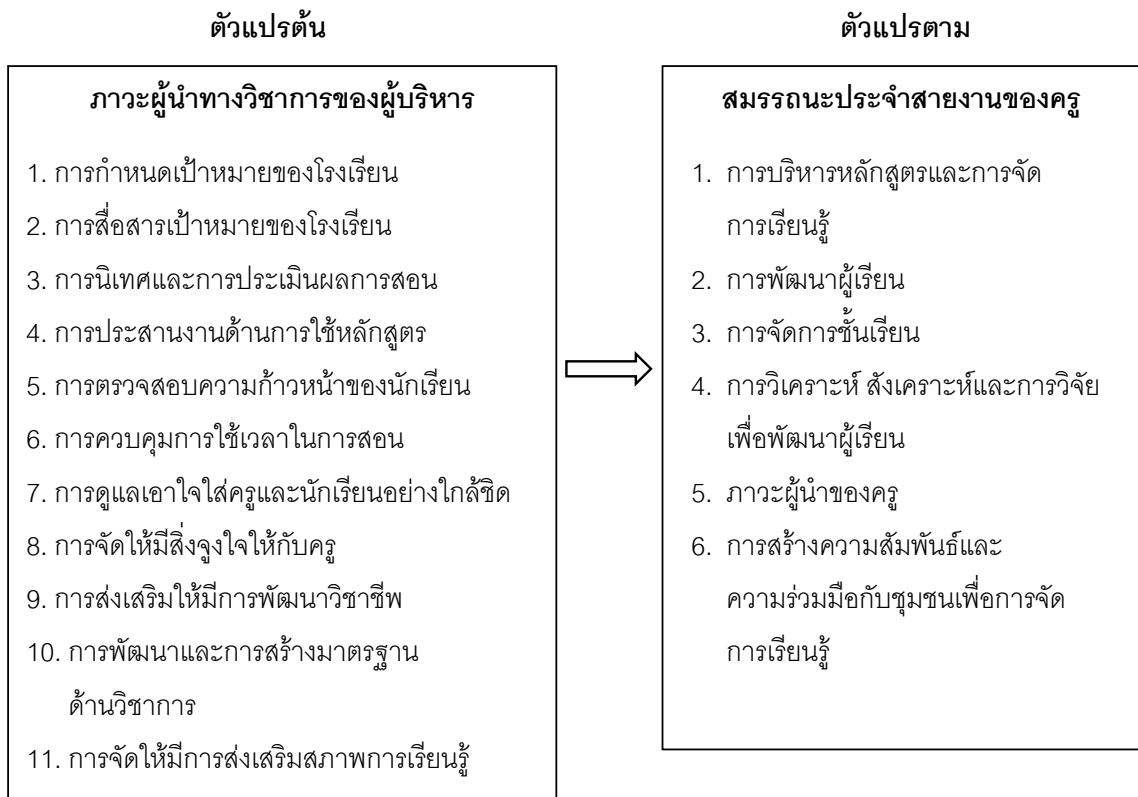 ตัวแปรต้น
ภาวะผู้นำทางวิชาการของผู้บริหาร
1. การกำหนดเป้าหมายของโรงเรียน
2. การสื่อสารเป้าหมายของโรงเรียน
3. การนิเทศและการประเมินผลการสอน
4. การประสานงานด้านการใช้หลักสูตร
5. การตรวจสอบความก้าวหน้าของนักเรียน
6. การควบคุมการใช้เวลาในการสอน
7. การดูแลเอาใจใส่ครูและนักเรียนอย่างใกล้ชิด
8. การจัดให้มีสิ่งจูงใจให้กับครู
9. การส่งเสริมให้มีการพัฒนาวิชาชีพ
10. การพัฒนาและการสร้างมาตรฐาน
ด้านวิชาการ
11. การจัดให้มีการส่งเสริมสภาพการเรียนรู้
ตัวแปรตาม
สมรรถนะประจำสายงานของครู
1. การบริหารหลักสูตรและการจัด
การเรียนรู้
2. การพัฒนาผู้เรียน
3. การจัดการชั้นเรียน
4. การวิเคราะห์ สังเคราะห์และการวิจัย
เพื่อพัฒนาผู้เรียน
5. ภาวะผู้นำของครู
6. การสร้างความสัมพันธ์และ
ความร่วมมือกับชุมชนเพื่อการจัด
การเรียนรู้